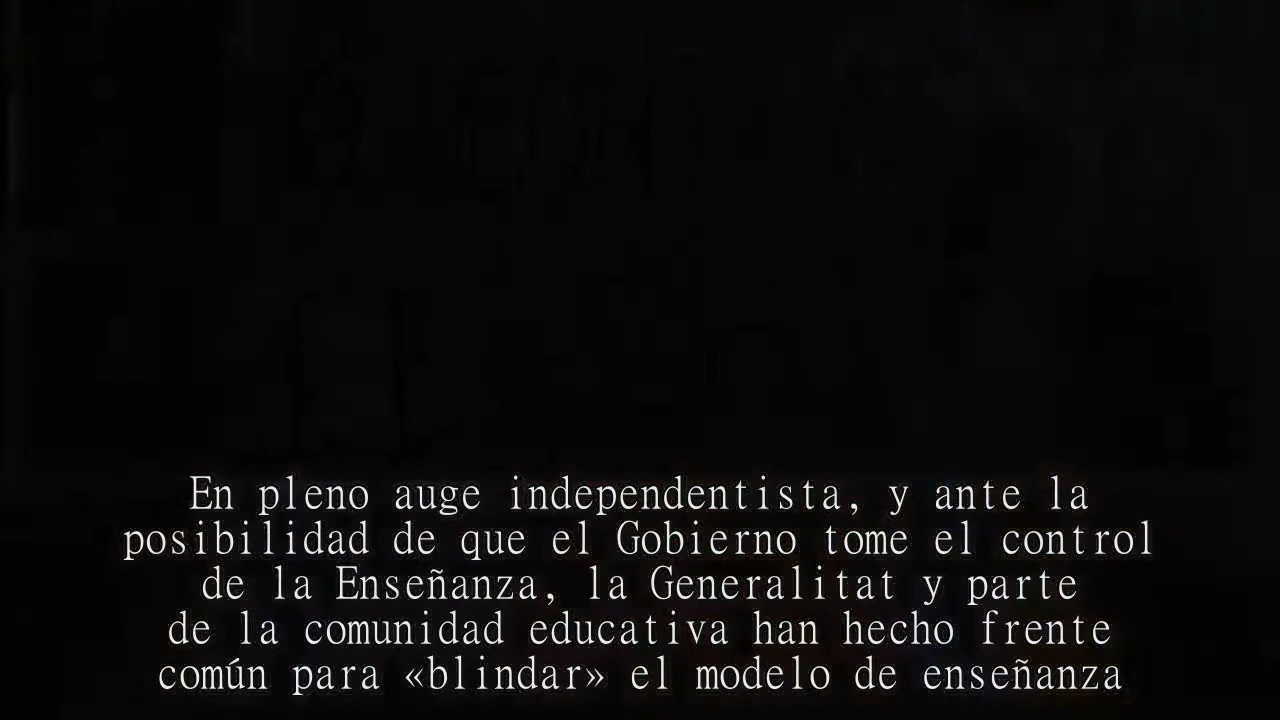 En pleno auge independentista, y ante la
posibilidad de que el Gobierno tome el control
de la Enseñanza, la Generalitat y parte
de la comunidad educativa han hecho frente
común para «blindar» el modelo de enseñanza